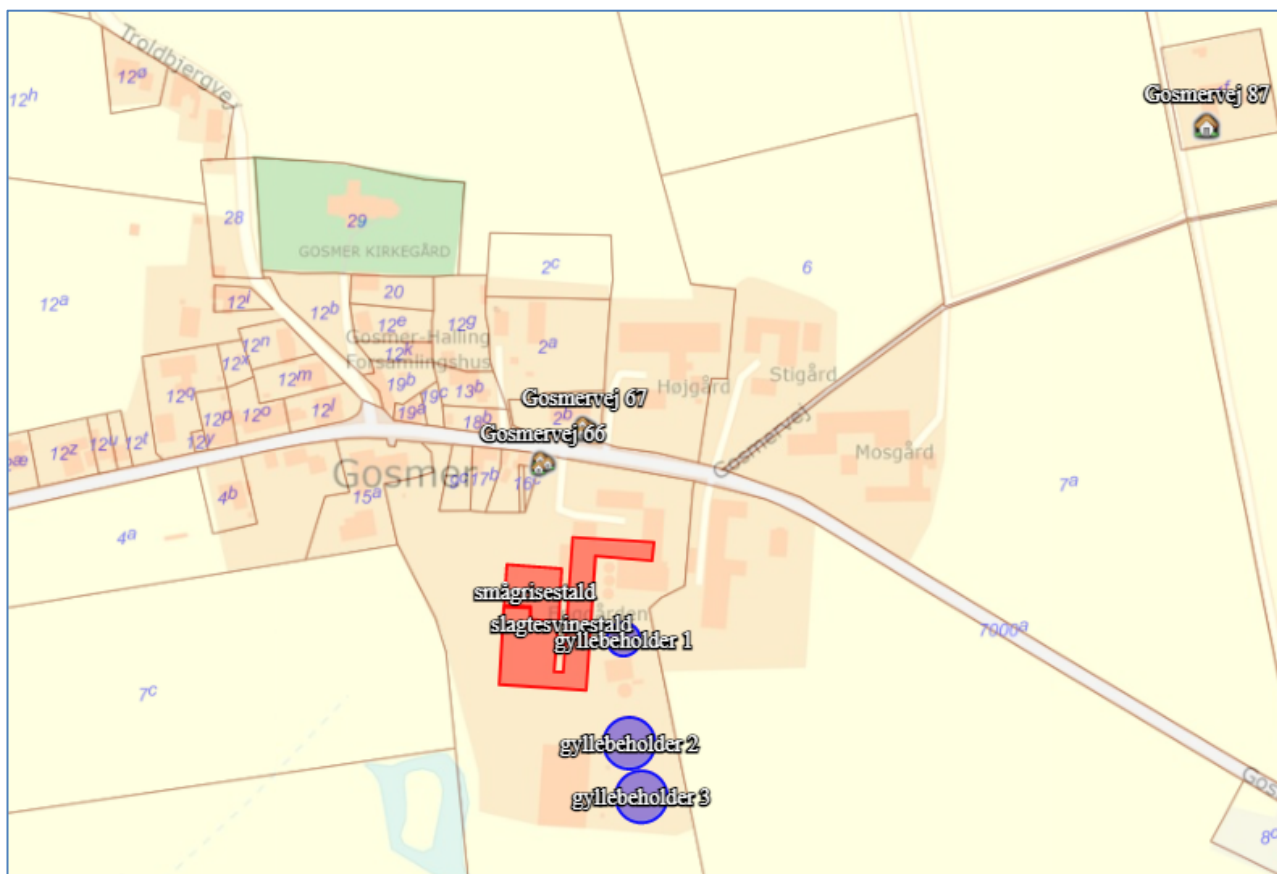 Troldbjergvej
12ø
12h
Gosmervej 87
28
29
GOSMER KIRKEGÅRD
2c
6
12a
12i
12b
20
12e
12g
Gosmer-Halling
Forsamlingshus
12k
2a
12n
12x
12m
19b
19c
13b
Højgård
Stigård
12q
12p
12o
12l
19a
18b
Gosmervej 67
2b
Gosmervej 66
12z
12u
12t
12y
Gosmervej
Mosgård
Gosmer
4b
15a
17b
16c
7a
4a
smågrisestald
slagtesvinestald
gyllebeholder 1
7000a
7c
gyllebeholder 2
gyllebeholder 3
Gos